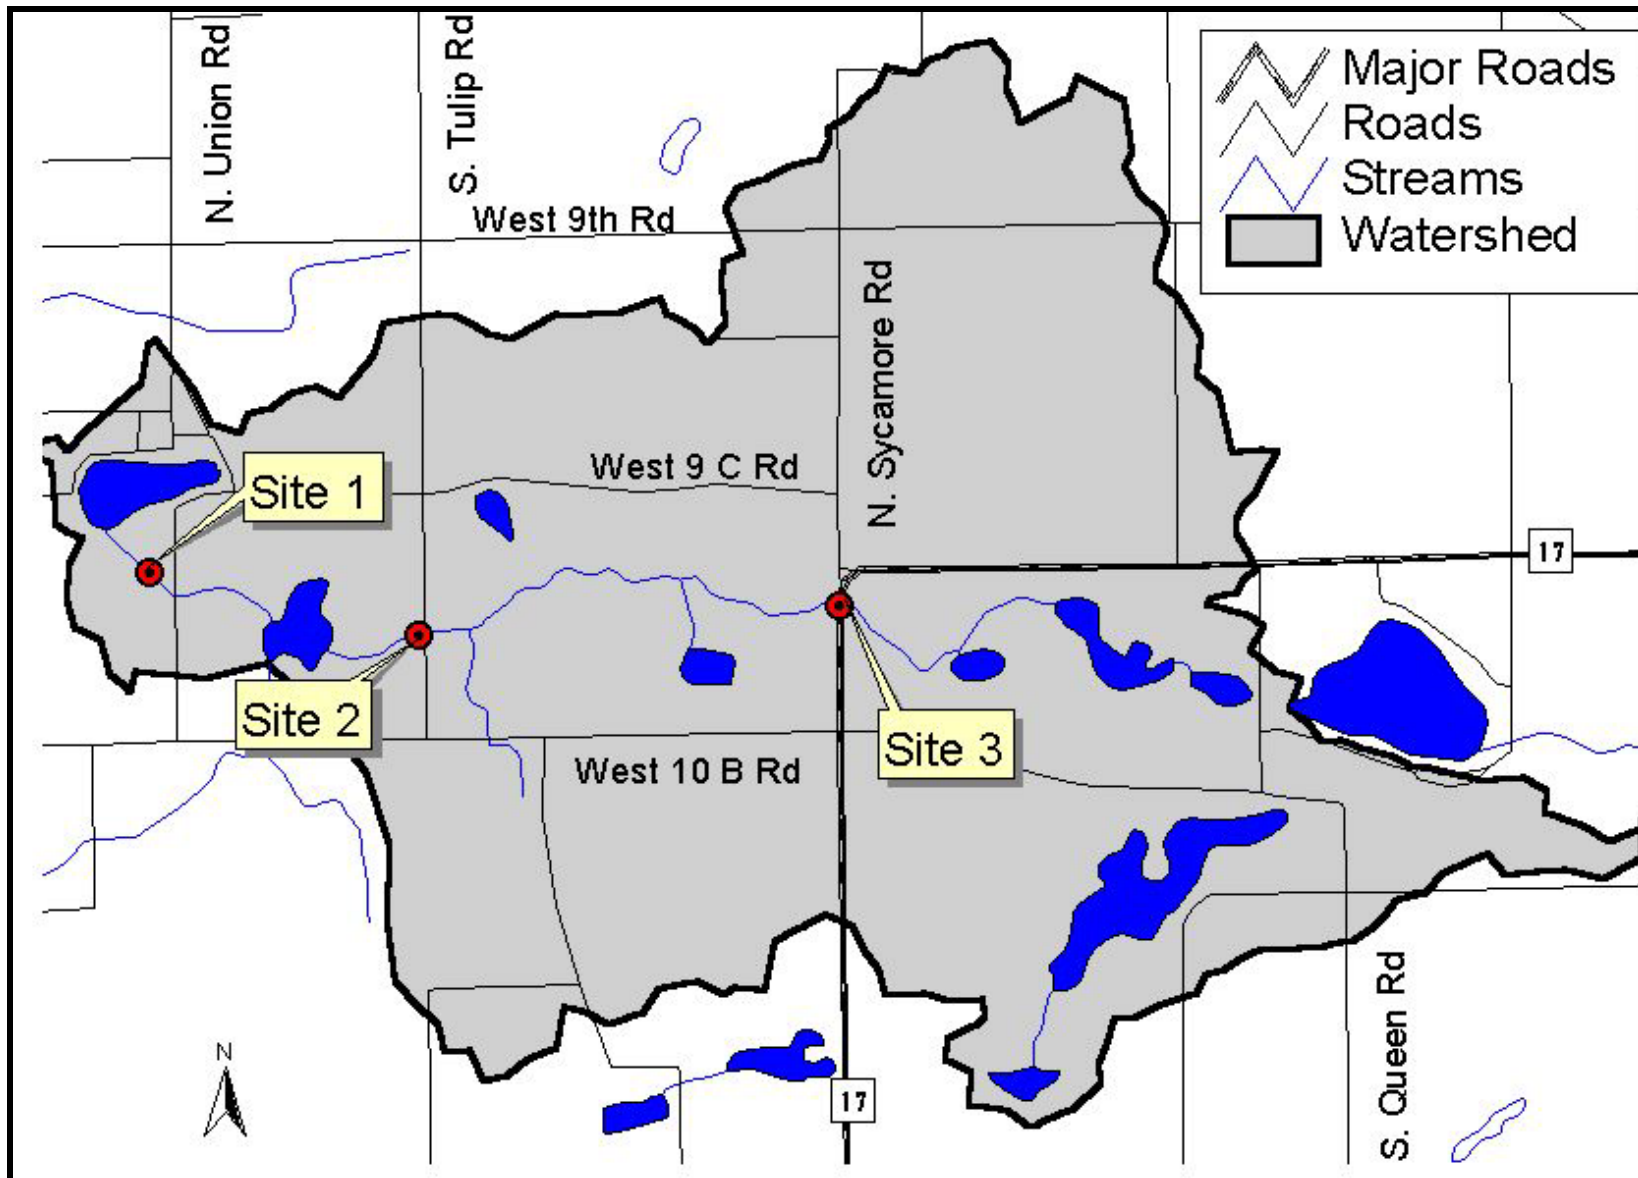 N. Union Rd
S. Tulip Rd
Major Roads
Roads
Streams
Watershed
West 9th Rd
N. Sycamore Rd
West 9 C Rd
Site 1
17
Site 2
Site 3
West 10 B Rd
S. Queen Rd
N
17